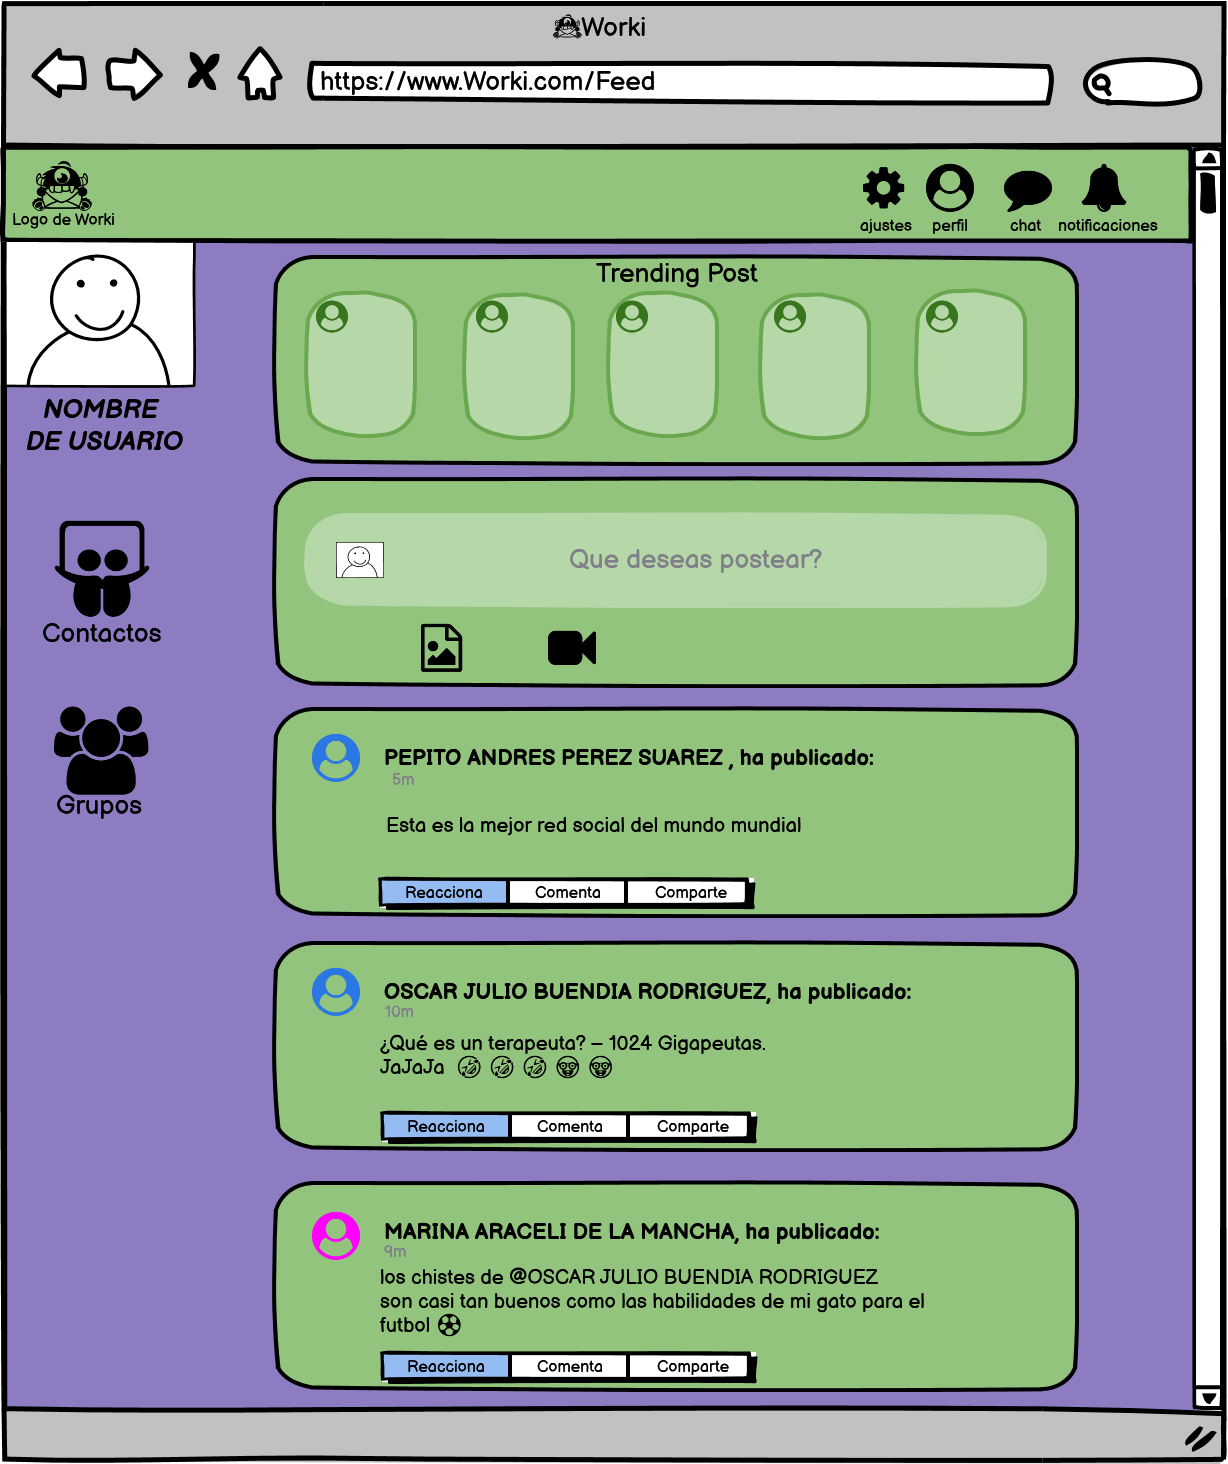 Worki
https://www.Worki.com/Feed
Logo de Worki
ajustes
perfil
chat
notificaciones
NOMBRE
DE USUARIO
Contactos
Grupos
Trending Post
Que deseas postear?
PEPITO ANDRES PEREZ SUAREZ , ha publicado:
5m
Esta es la mejor red social del mundo mundial
Reacciona
Comenta
Comparte
OSCAR JULIO BUENDIA RODRIGUEZ, ha publicado:
10m
¿Qué es un terapeuta? – 1024 Gigapeutas.
JaJaJa 🤣 🤣 🤣 🤓 🤓
Reacciona
Comenta
Comparte
MARINA ARACELI DE LA MANCHA, ha publicado:
9m
los chistes de @OSCAR JULIO BUENDIA RODRIGUEZ
son casi tan buenos como las habilidades de mi gato para el
futbol ⚽
Reacciona
Comenta
Comparte